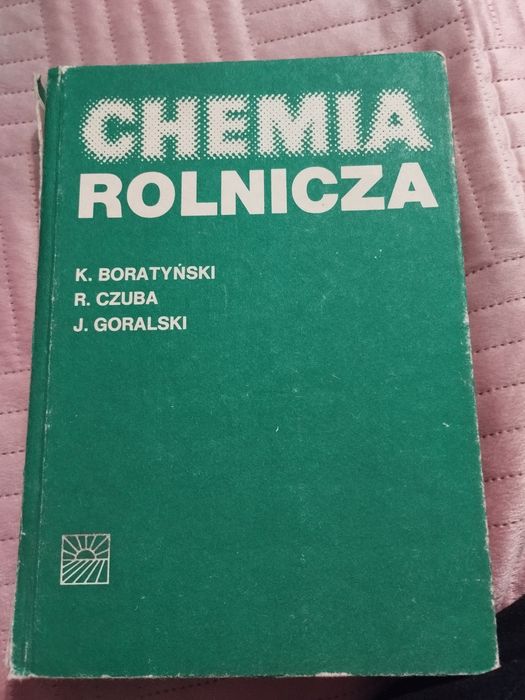 CHEMIA
ROLNICZA
K. BORATYŃSKI
R. CZUBA
J. GORALSKI